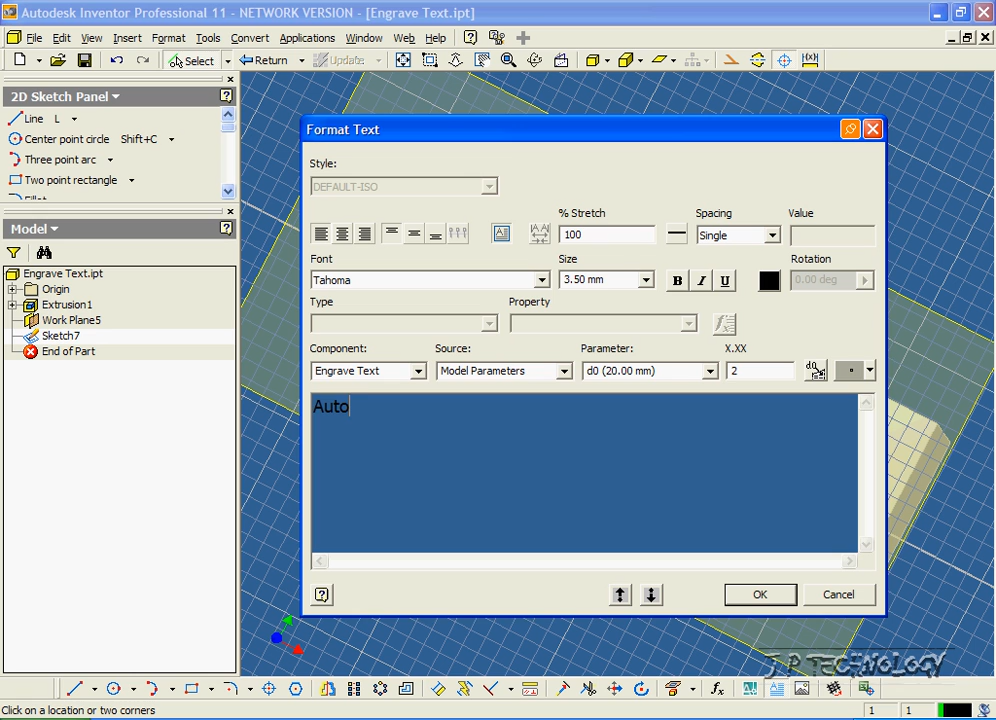 Autodesk Inventor Professional 11 - NETWORK VERSION - [Engrave Text.ipt]
File Edit View Insert Format Tools Convert Applications Window Web Help
Select Return Update
2D Sketch Panel
Line L
Center point circle Shift+C
Three point arc
Two point rectangle
Model
Engrave Text.ipt
Origin
Extrusion1
Work Plane5
Sketch7
End of Part
Format Text
Style:
DEFAULT-ISO
% Stretch Spacing Value
100 Single
Font Size Rotation
Tahoma 3.50 mm B I U 0.00 deg
Type Property
Component: Source: Parameter: X.XX
Engrave Text Model Parameters d0 (20.00 mm) 2
Auto
OK Cancel
J P TECHNOLOGY
Click on a location or two corners 1 1